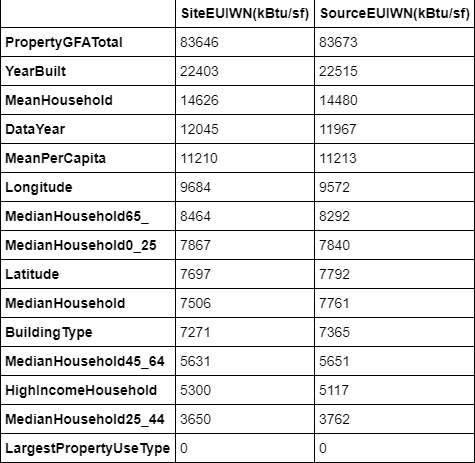 SiteEUIWN(kBtu/sf) SourceEUIWN(kBtu/sf)
PropertyGFATotal 83646 83673
YearBuilt 22403 22515
MeanHousehold 14626 14480
DataYear 12045 11967
MeanPerCapita 11210 11213
Longitude 9684 9572
MedianHousehold65_ 8464 8292
MedianHousehold0_25 7867 7840
Latitude 7697 7792
MedianHousehold 7506 7761
BuildingType 7271 7365
MedianHousehold45_64 5631 5651
HighIncomeHousehold 5300 5117
MedianHousehold25_44 3650 3762
LargestPropertyUseType 0 0